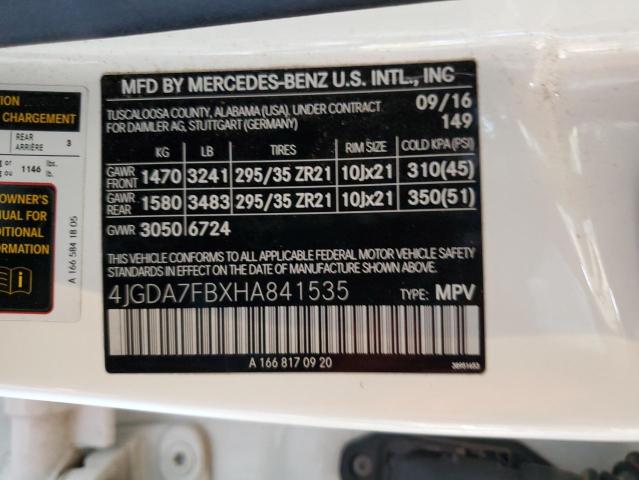 ION
CHARGEMENT
REAR
ARRIÈRE
3
g or
ou
1146
lbs.
lb.
OWNER'S
NUAL FOR
DITIONAL
ORMATION
A 166 584 18 05
MFD BY MERCEDES-BENZ U.S. INTL., INC
TUSCALOOSA COUNTY, ALABAMA (USA), UNDER CONTRACT
FOR DAIMLER AG, STUTTGART (GERMANY)
09/16
149
KG LB TIRES RIM SIZE COLD KPA (PSI)
GAWR FRONT 1470 3241 295/35 ZR21 10Jx21 310(45)
GAWR REAR 1580 3483 295/35 ZR21 10Jx21 350(51)
GVWR 3050 6724
THIS VEHICLE CONFORMS TO ALL APPLICABLE FEDERAL MOTOR VEHICLE SAFETY
STANDARDS IN EFFECT ON THE DATE OF MANUFACTURE SHOWN ABOVE.
4JGDA7FBXHA841535 TYPE: MPV
A 166 817 09 20